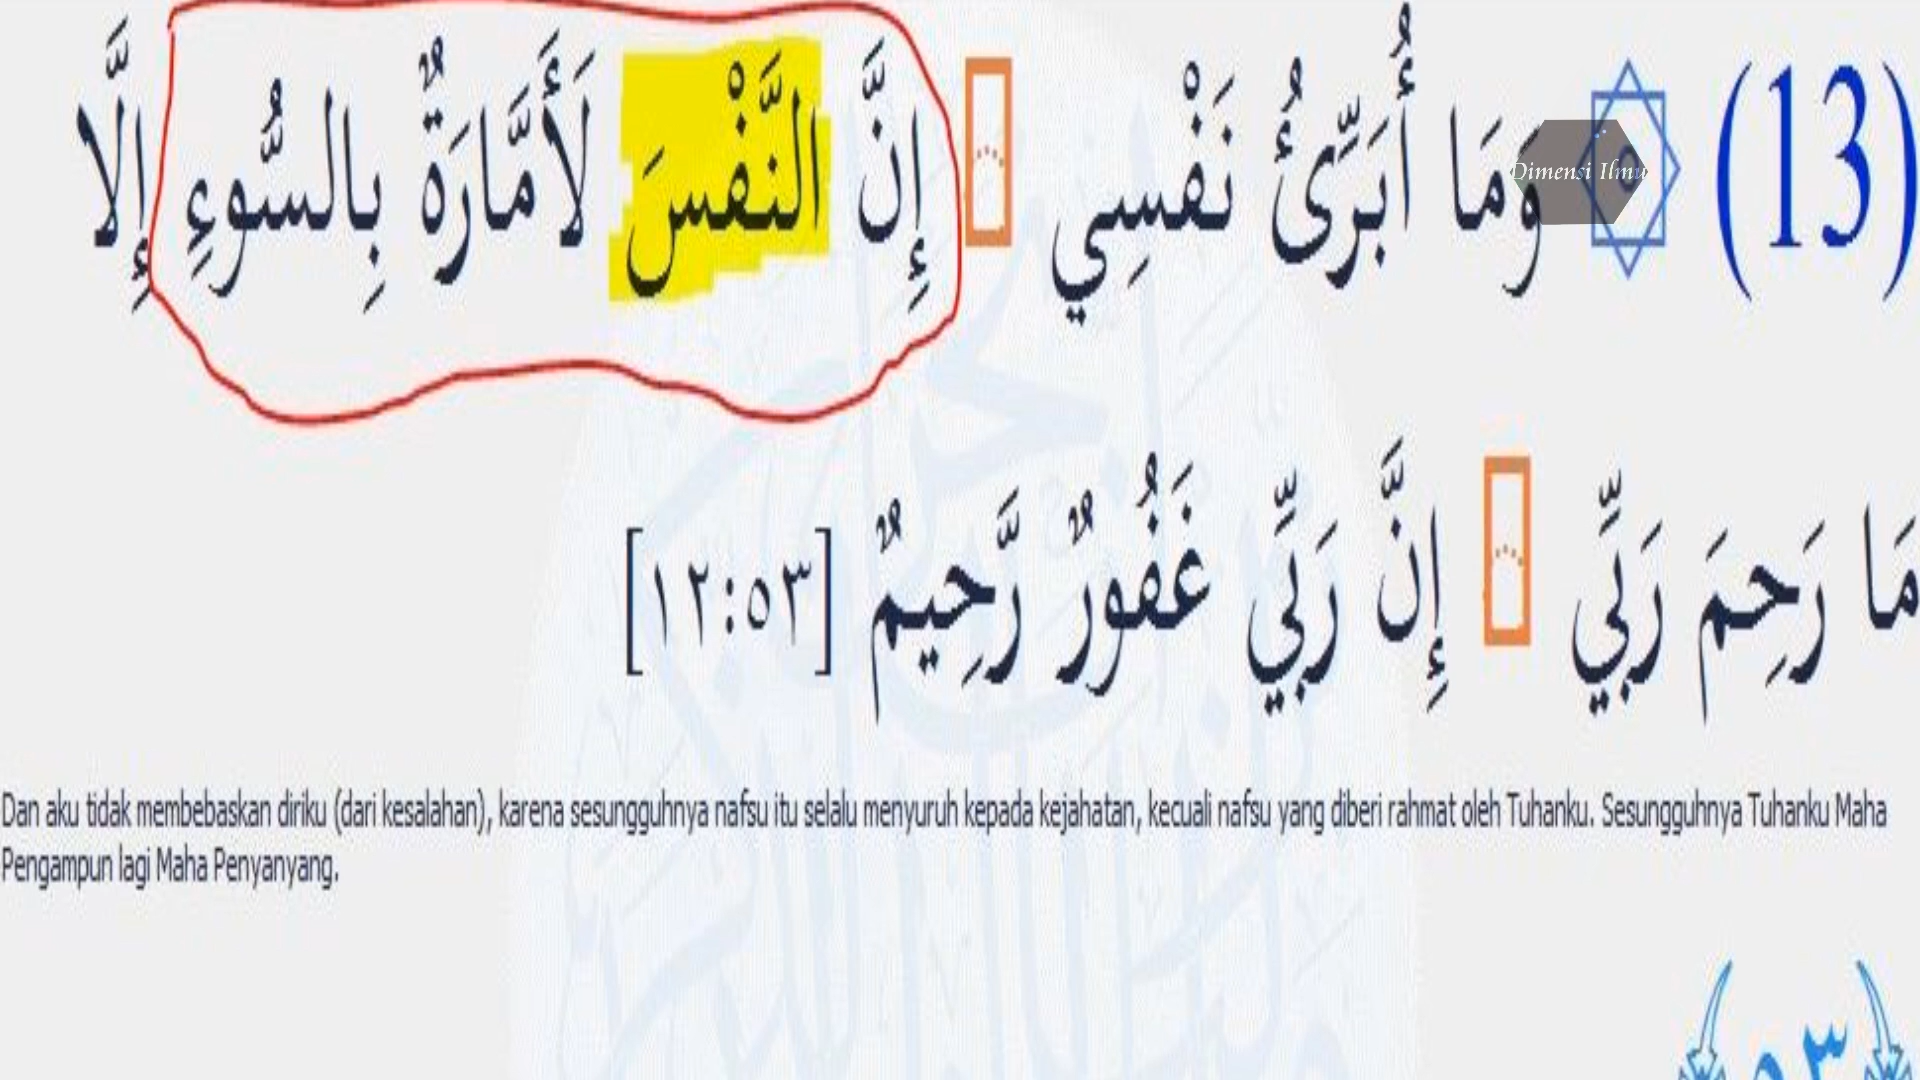 (13) ۞ وَمَا أُبَرِّئُ نَفْسِي ۚ إِنَّ النَّفْسَ لَأَمَّارَةٌ بِالسُّوءِ إِلَّا
Dimensi Ilmu
مَا رَحِمَ رَبِّي ۚ إِنَّ رَبِّي غَفُورٌ رَّحِيمٌ [١٢:٥٣]
Dan aku tidak membebaskan diriku (dari kesalahan), karena sesungguhnya nafsu itu selalu menyuruh kepada kejahatan, kecuali nafsu yang diberi rahmat oleh Tuhanku. Sesungguhnya Tuhanku Maha
Pengampun lagi Maha Penyanyang.
٥٣